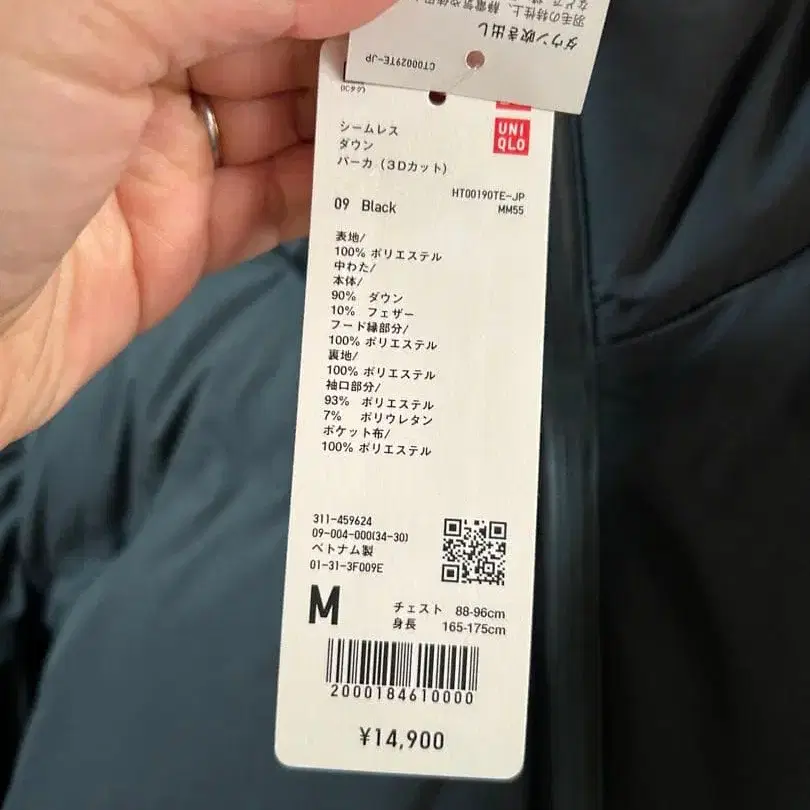 ダウン吹き出し
CT00029TE-JP
(ICタグ)
UNI
QLO
シームレス
ダウン
パーカ（3Dカット）
HT00190TE-JP
MM55
09 Black
表地/
100% ポリエステル
中わた/
本体/
90% ダウン
10% フェザー
フード縁部分/
100% ポリエステル
裏地/
100% ポリエステル
袖口部分/
93% ポリエステル
7% ポリウレタン
ポケット布/
100% ポリエステル
311-459624
09-004-000(34-30)
ベトナム製
01-31-3F009E
M
チェスト 88-96cm
身長 165-175cm
2000184610000
¥14,900